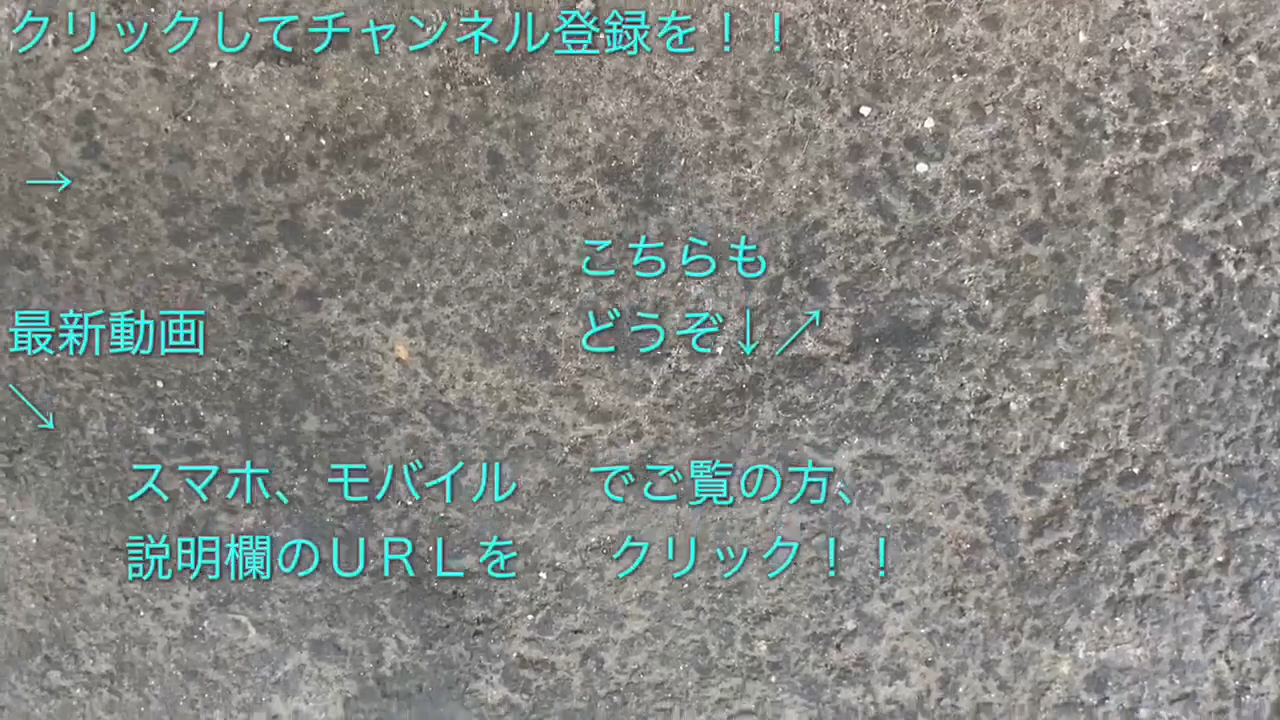 クリックしてチャンネル登録を！！
→
こちらも
どうぞ↓↗
最新動画
↘
スマホ、モバイル　でご覧の方、
説明欄のＵＲＬを　クリック！！